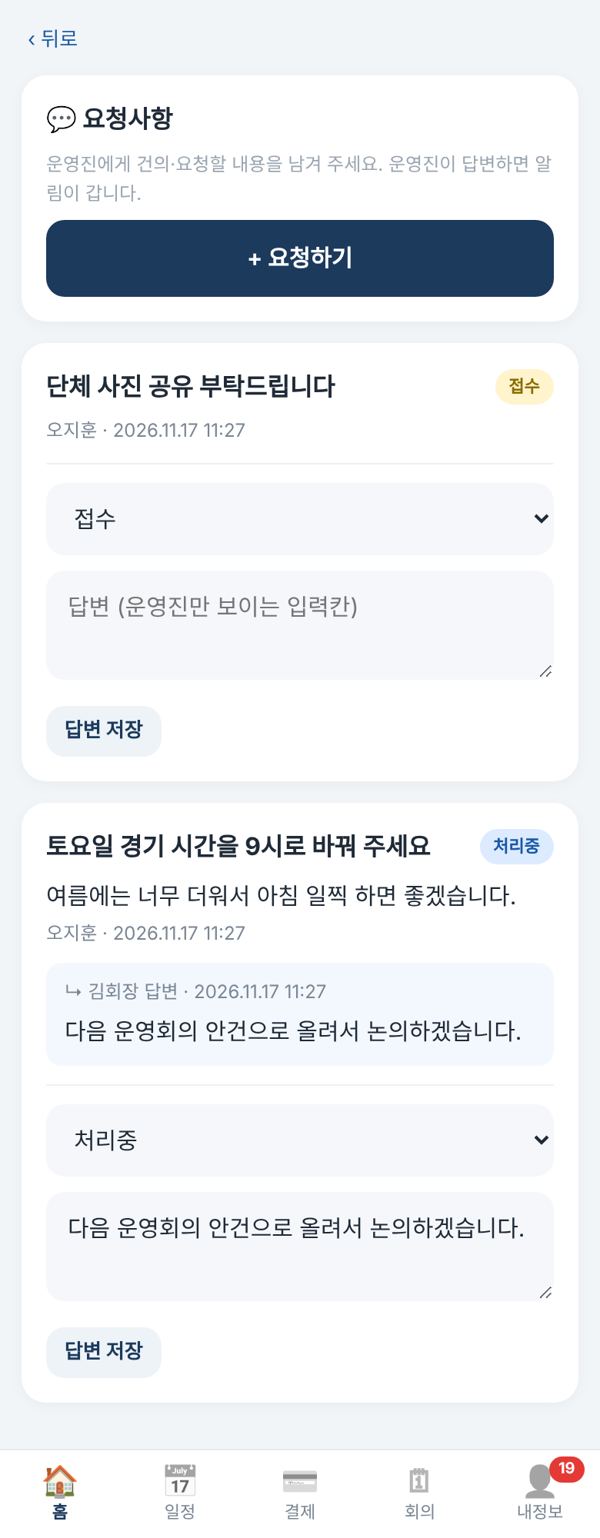 ‹ 뒤로
💬 요청사항
운영진에게 건의·요청할 내용을 남겨 주세요. 운영진이 답변하면 알
림이 갑니다.
+ 요청하기
단체 사진 공유 부탁드립니다
접수
오지훈 · 2026.11.17 11:27
접수
답변 (운영진만 보이는 입력칸)
답변 저장
토요일 경기 시간을 9시로 바꿔 주세요
처리중
여름에는 너무 더워서 아침 일찍 하면 좋겠습니다.
오지훈 · 2026.11.17 11:27
↳ 김회장 답변 · 2026.11.17 11:27
다음 운영회의 안건으로 올려서 논의하겠습니다.
처리중
다음 운영회의 안건으로 올려서 논의하겠습니다.
답변 저장
July
17
19
홈
일정
결제
회의
내정보